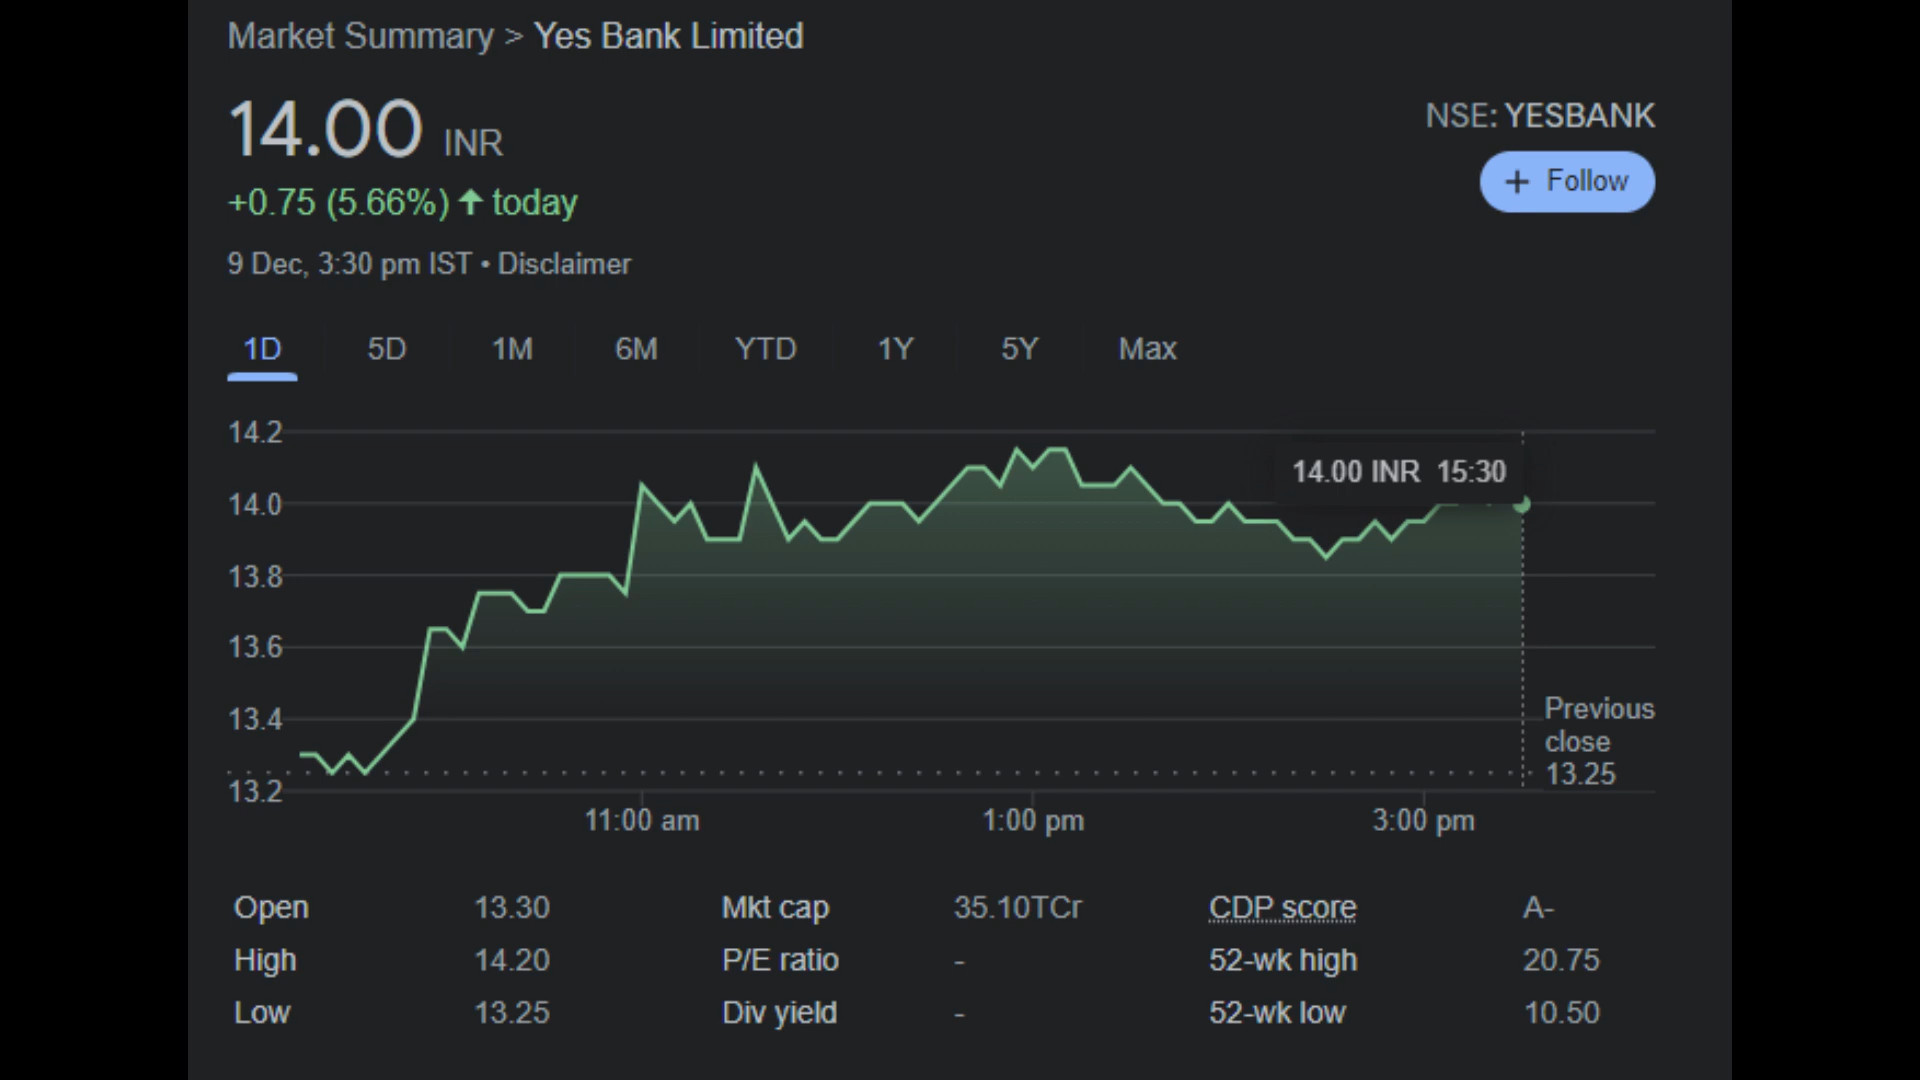 Market Summary > Yes Bank Limited
14.00 INR
NSE: YESBANK
+ Follow
+0.75 (5.66%) ↑ today
9 Dec, 3:30 pm IST • Disclaimer
1D 5D 1M 6M YTD 1Y 5Y Max
14.2
14.00 INR 15:30
14.0
13.8
13.6
13.4
Previous
close
13.25
13.2
11:00 am 1:00 pm 3:00 pm
Open 13.30 Mkt cap 35.10TCr CDP score A-
High 14.20 P/E ratio - 52-wk high 20.75
Low 13.25 Div yield - 52-wk low 10.50